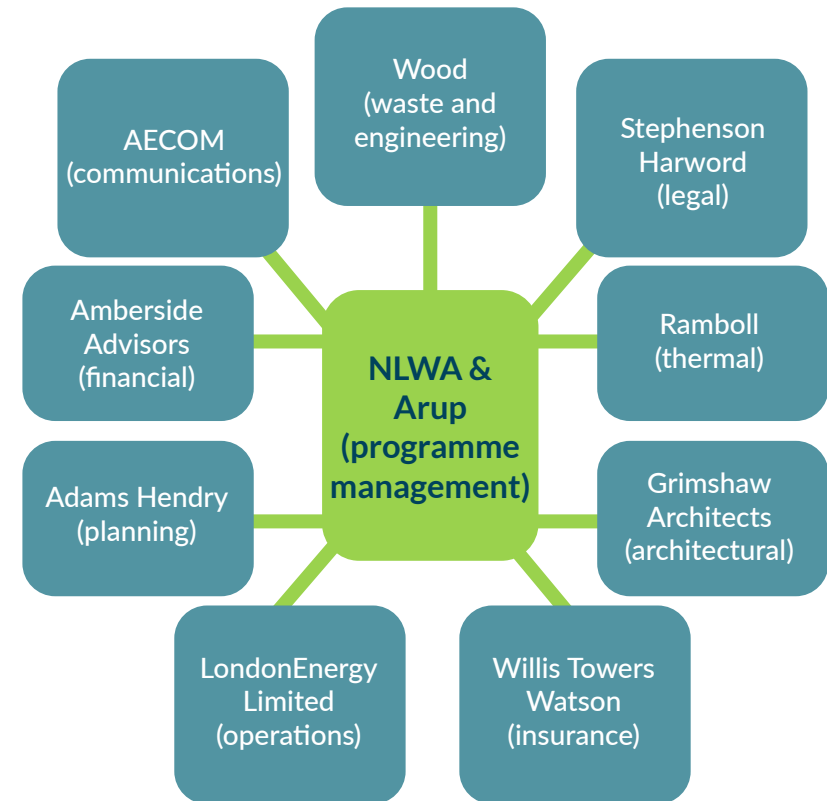 Wood
(waste and
engineering)
AECOM
(communications)
Stephenson
Harword
(legal)
Amberside
Advisors
(financial)
NLWA &
Arup
(programme
management)
Ramboll
(thermal)
Adams Hendry
(planning)
Grimshaw
Architects
(architectural)
LondonEnergy
Limited
(operations)
Willis Towers
Watson
(insurance)